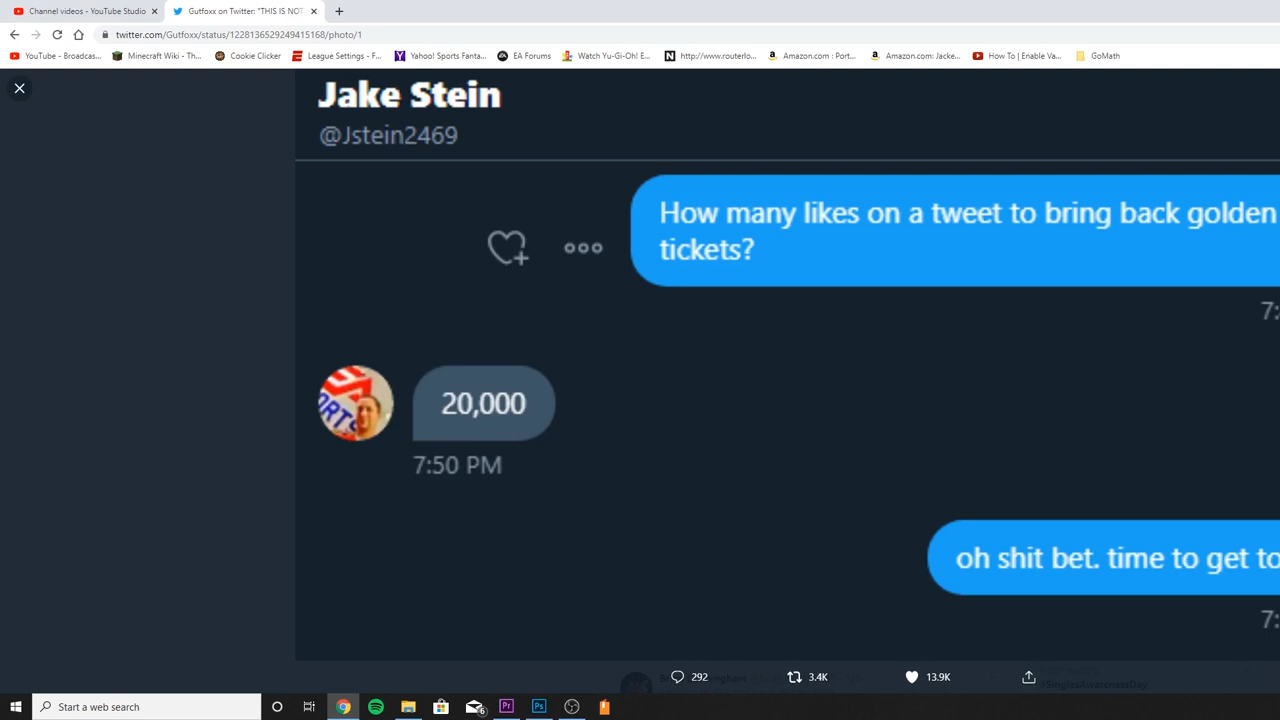 Channel videos - YouTube Studio
Gutfoxx on Twitter: "THIS IS NOT
twitter.com/Gutfoxx/status/1228136529249415168/photo/1
YouTube - Broadcas...
Minecraft Wiki - Th...
Cookie Clicker
League Settings - F...
Yahoo! Sports Fanta...
EA Forums
Watch Yu-Gi-Oh! E...
http://www.routerlo...
Amazon.com : Port...
Amazon.com: Jacke...
How To | Enable Va...
GoMath
Jake Stein
@Jstein2469
How many likes on a tweet to bring back golden
tickets?
7:
20,000
7:50 PM
oh shit bet. time to get to
7:
292
3.4K
13.9K
#SinglesAwarenessDay
Start a web search
6